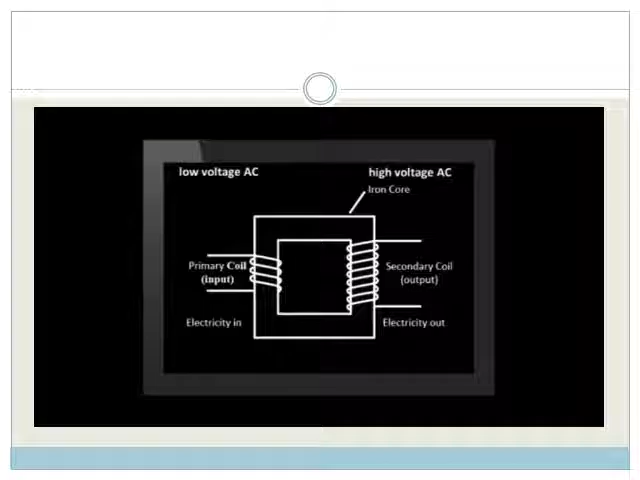 low voltage AC
high voltage AC
Iron Core
Primary Coil
(input)
Secondary Coil
(output)
Electricity in
Electricity out